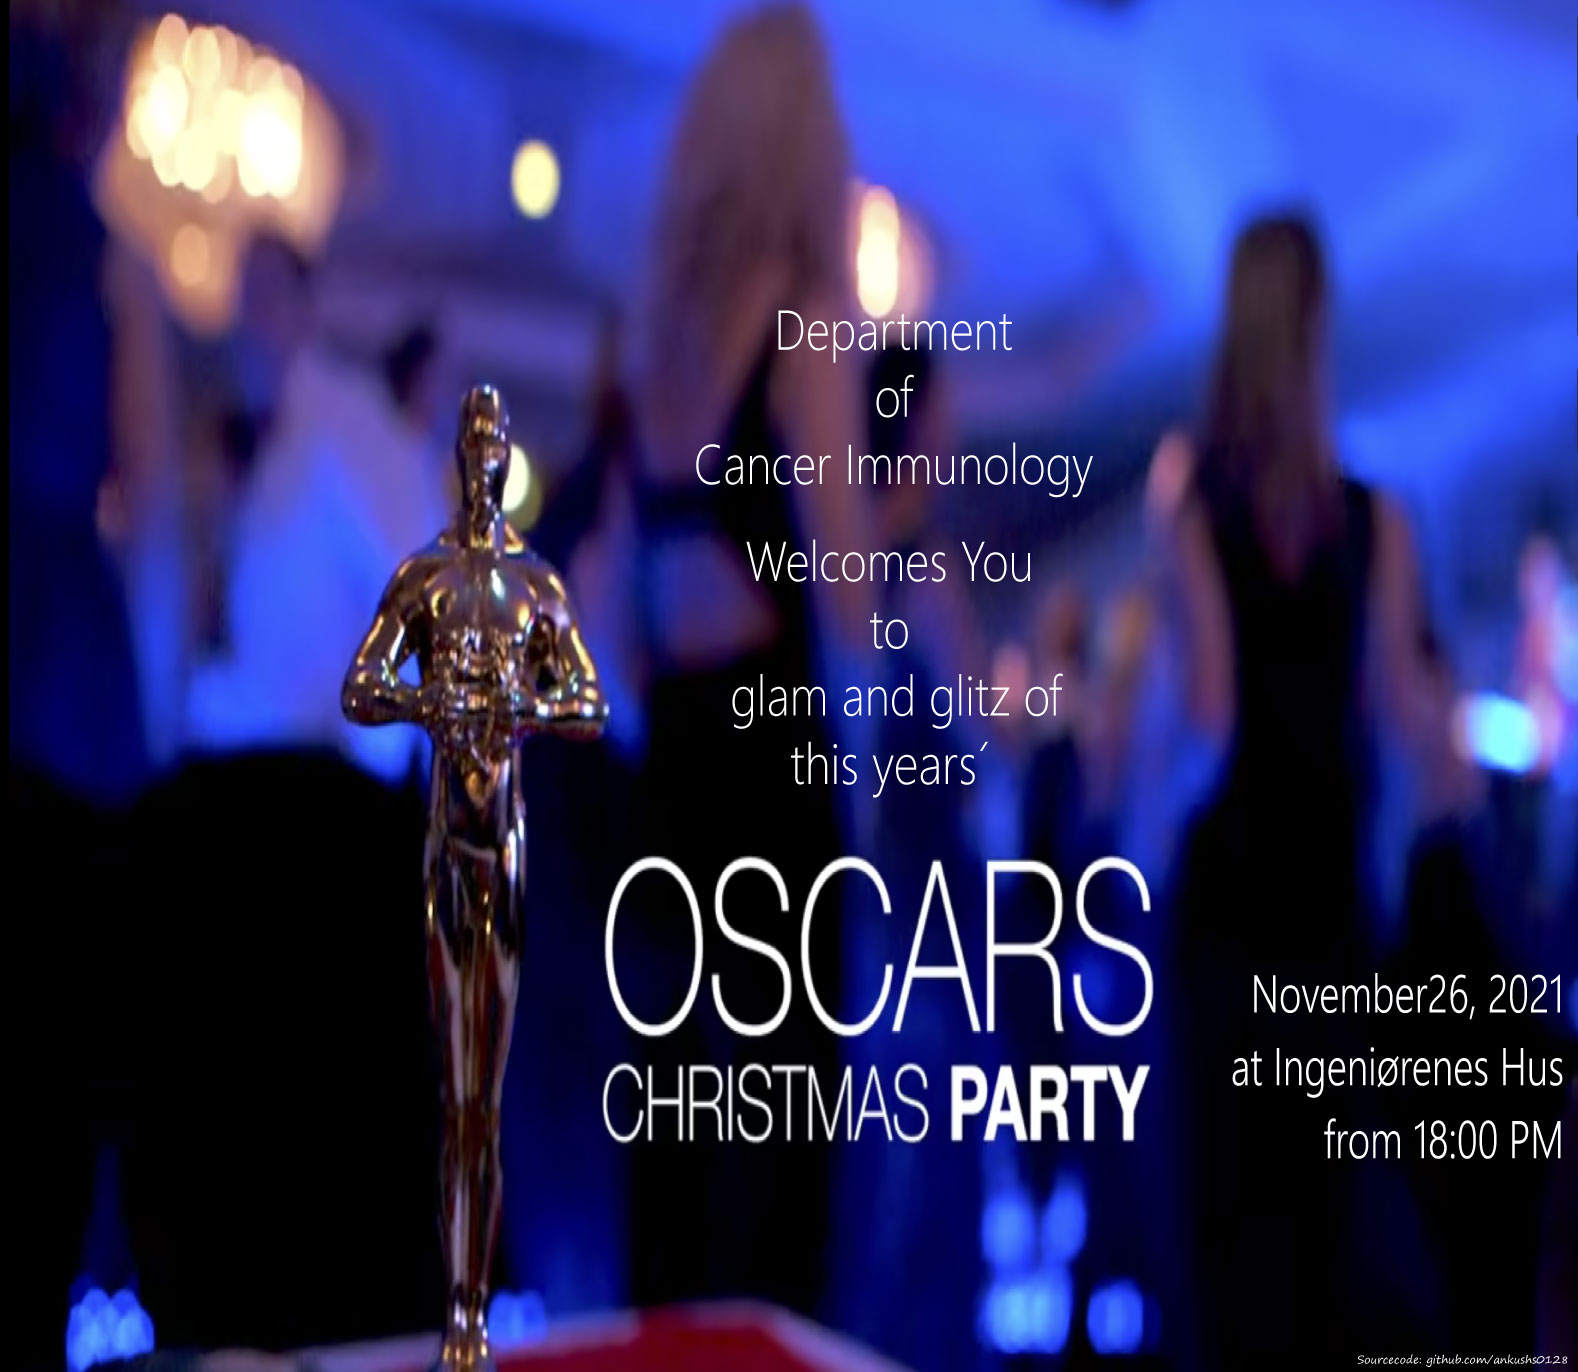 Department
of
Cancer Immunology
Welcomes You
to
glam and glitz of
this years´
OSCARS
CHRISTMAS PARTY
November26, 2021
at Ingeniørenes Hus
from 18:00 PM
Sourcecode: github.com/ankushs0128